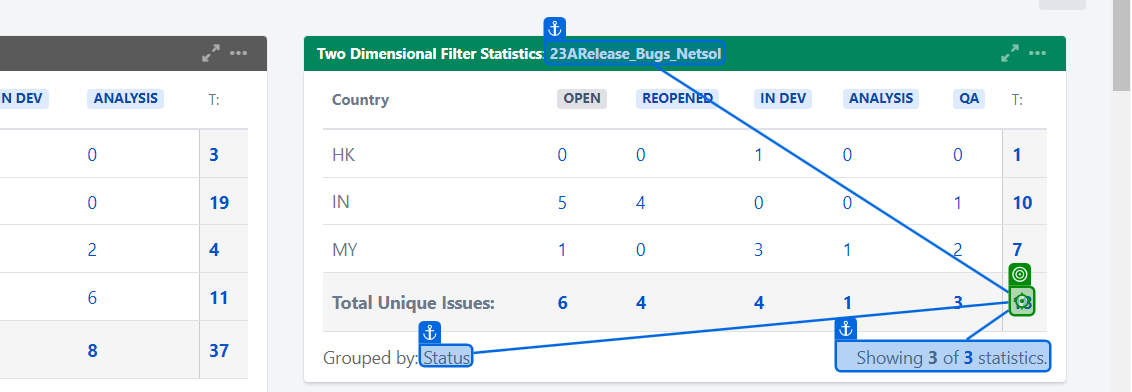 Two Dimensional Filter Statistics: 23ARelease_Bugs_Netsol
N DEV ANALYSIS T:
0 3
0 19
2 4
6 11
8 37
Country OPEN REOPENED IN DEV ANALYSIS QA T:
HK 0 0 1 0 0 1
IN 5 4 0 0 1 10
MY 1 0 3 1 2 7
Total Unique Issues: 6 4 4 1 3
Grouped by: Status Showing 3 of 3 statistics.